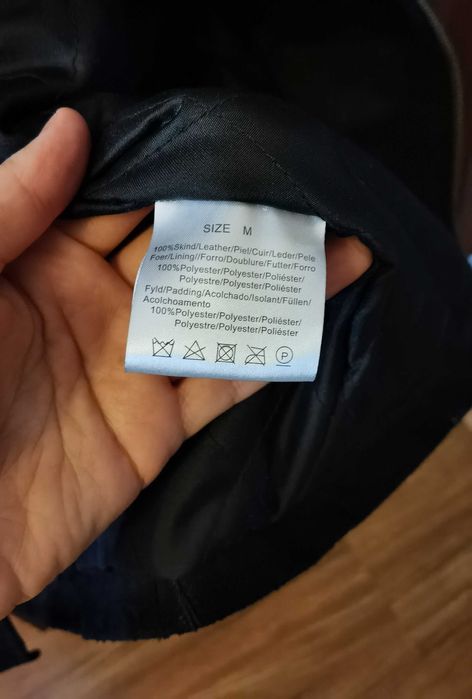 SIZE M
100%Skind/Leather/Piel/Cuir/Leder/Pele
Foer/Lining//Forro/Doublure/Futter/Forro
100%Polyester/Polyester/Poliéster/
Polyestre/Polyester/Poliéster
Fyld/Padding/Acolchado/Isolant/Füllen/
Acolchoamento
100%Polyester/Polyester/Poliéster/
Polyestre/Polyester/Poliéster
P